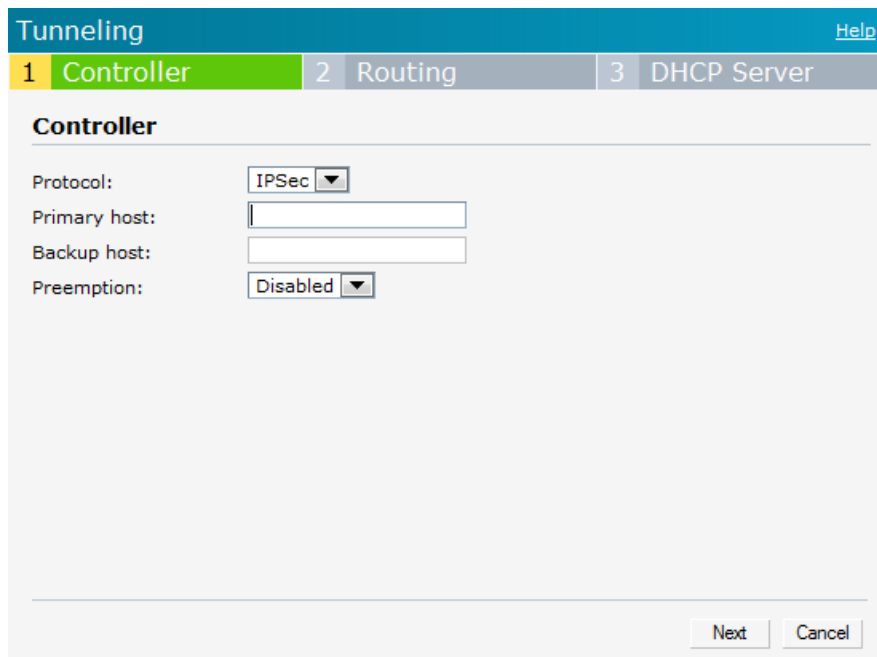 Tunneling Help
1 Controller 2 Routing 3 DHCP Server
Controller
Protocol: IPSec
Primary host:
Backup host:
Preemption: Disabled
Next Cancel